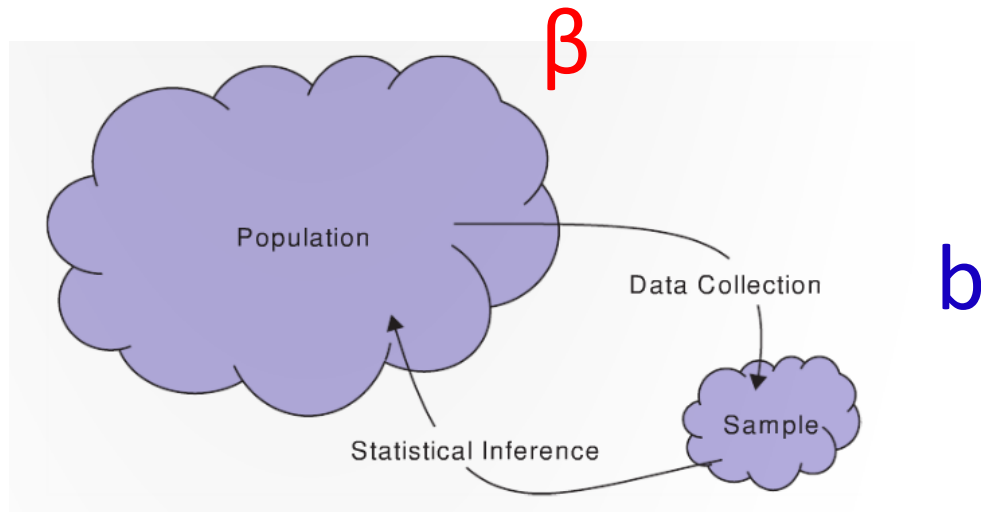 β
Population
Data Collection
b
Sample
Statistical Inference